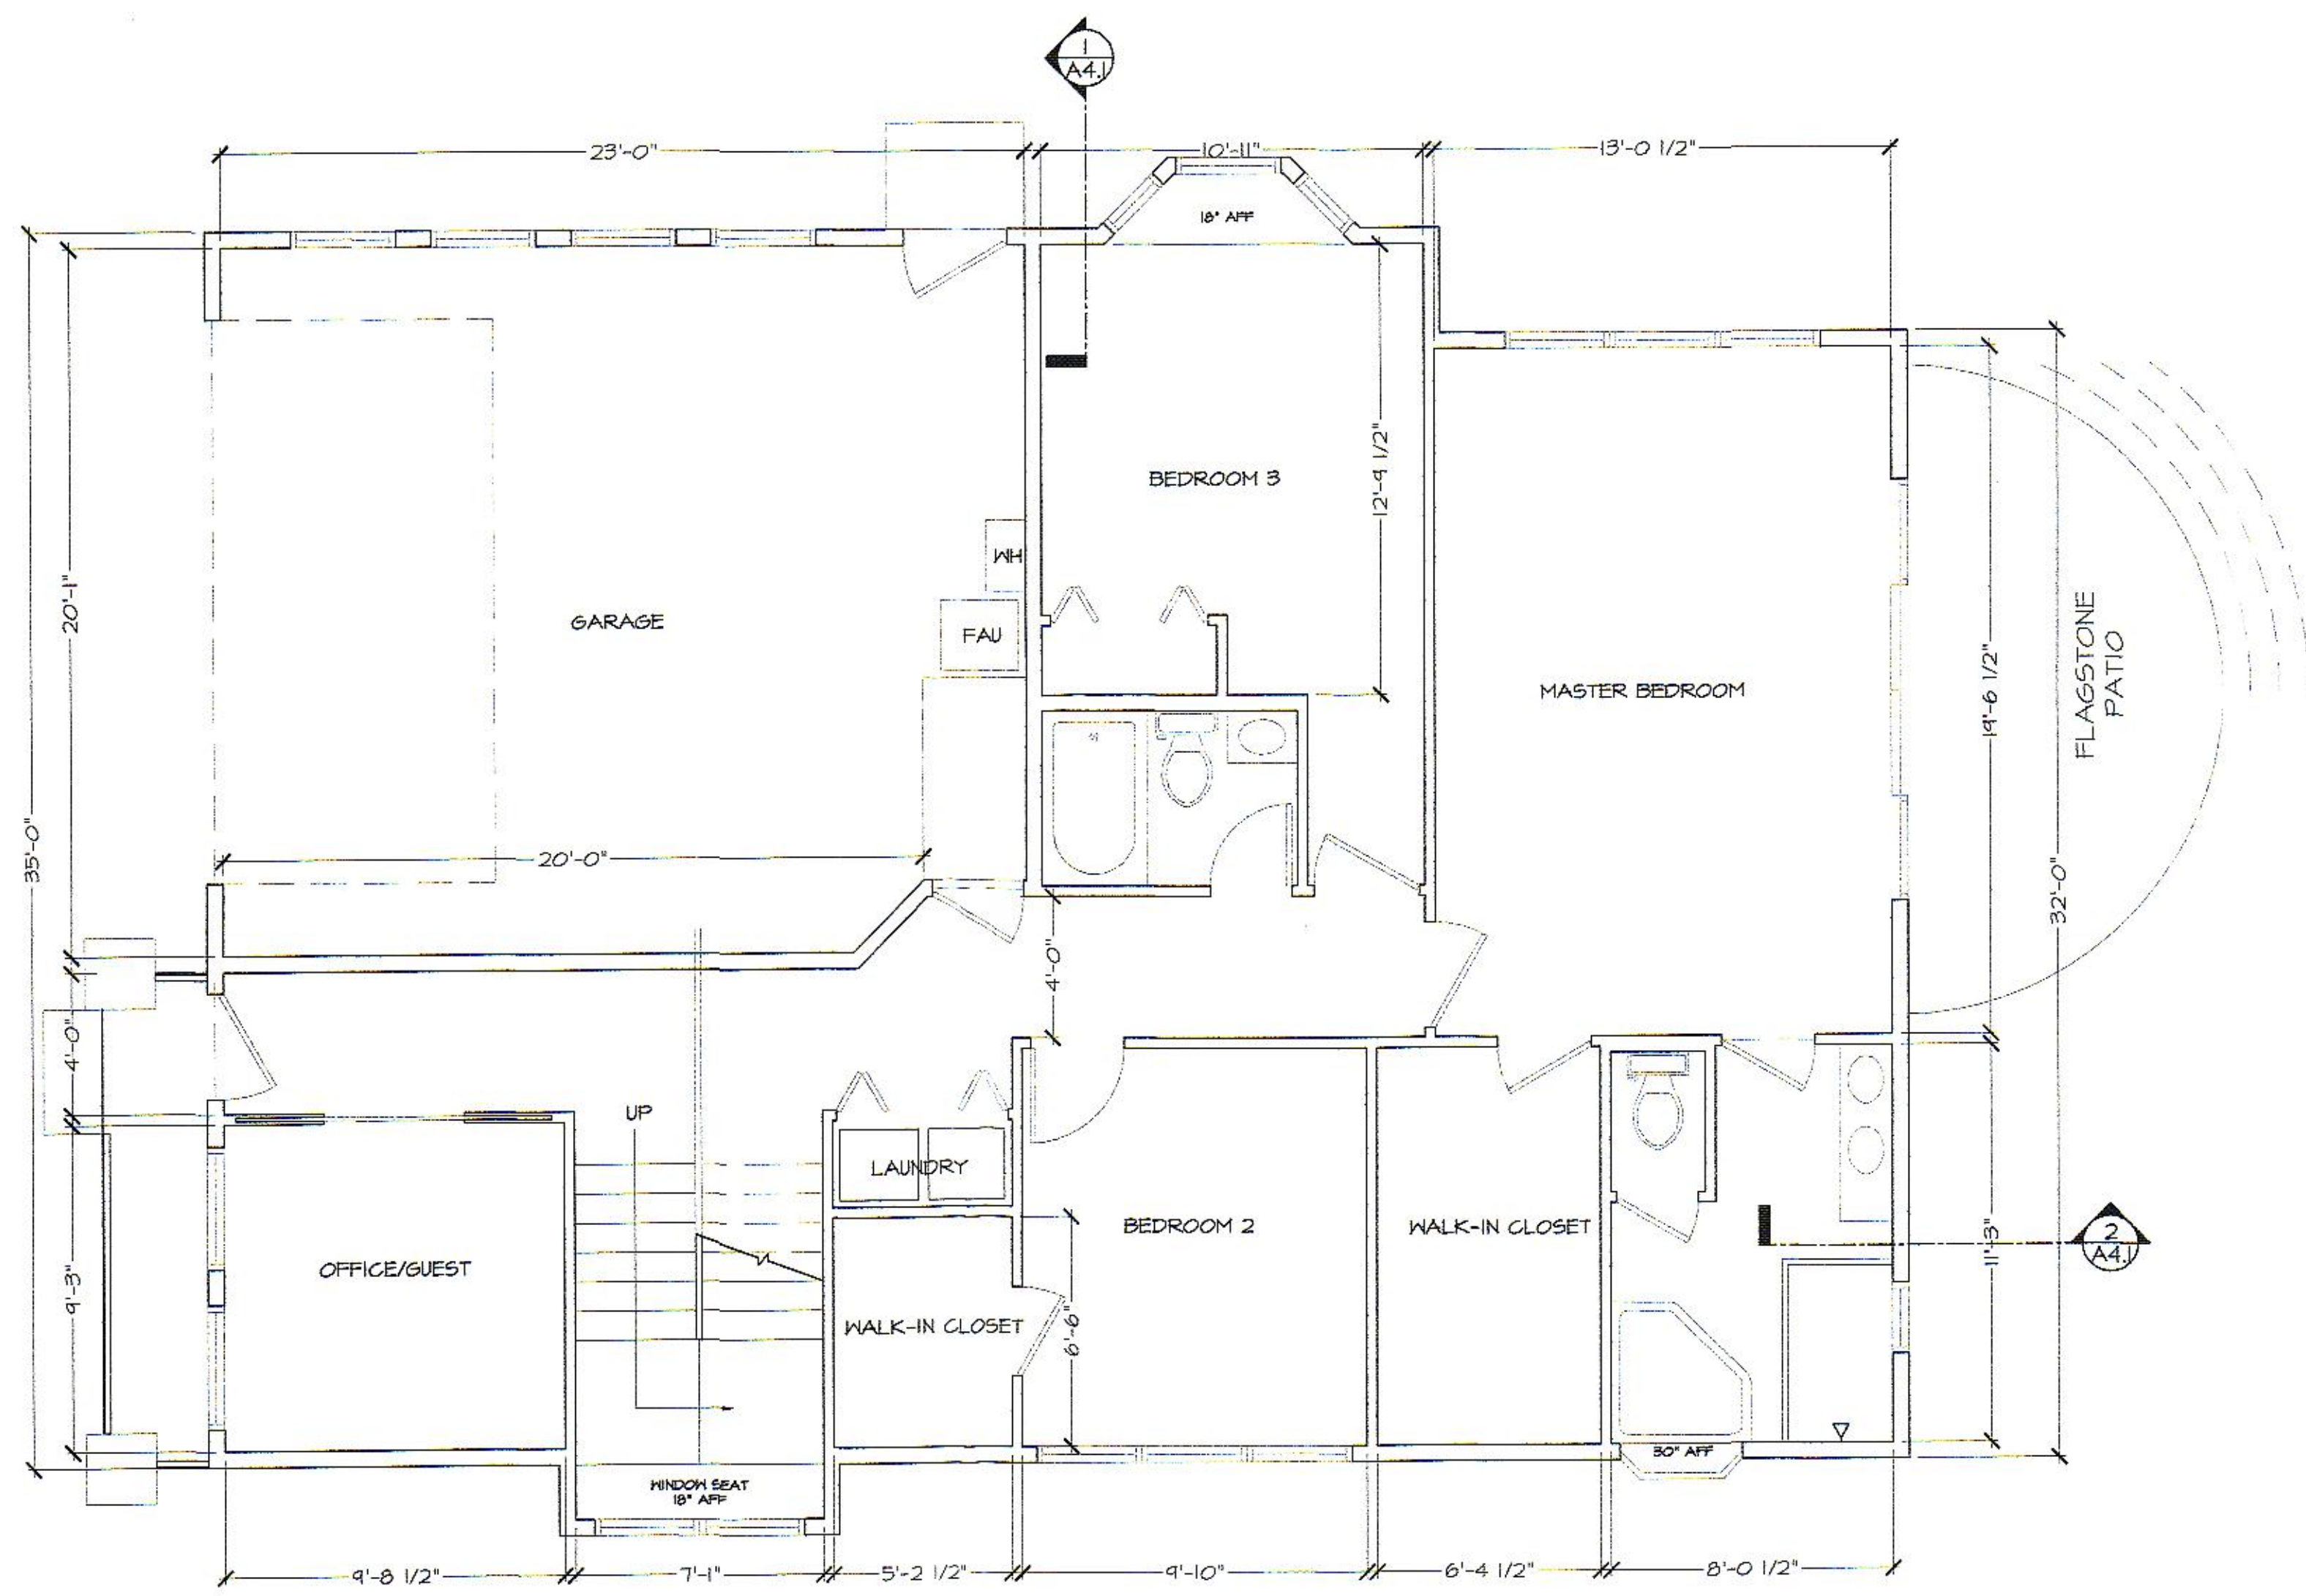 1
A4.1
23'-0"
10'-11"
13'-0 1/2"
18" AFF
20'-1"
35'-0"
12'-9 1/2"
BEDROOM 3
WH
GARAGE
FAU
MASTER BEDROOM
19'-6 1/2"
FLAGSTONE
PATIO
32'-0"
20'-0"
4'-0"
4'-0"
UP
LAUNDRY
BEDROOM 2
WALK-IN CLOSET
11'-3"
2
A4.1
OFFICE/GUEST
9'-3"
WALK-IN CLOSET
6'-6"
30" AFF
WINDOW SEAT
18" AFF
9'-8 1/2"
7'-1"
5'-2 1/2"
9'-10"
6'-4 1/2"
8'-0 1/2"